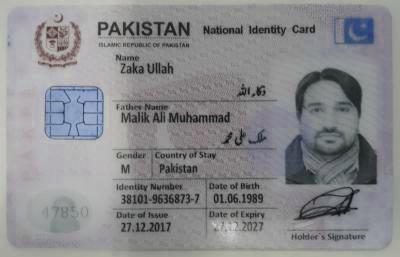 PAKISTAN National Identity Card
ISLAMIC REPUBLIC OF PAKISTAN
Name
Zaka Ullah
ذکاء اللہ
Father Name
Malik Ali Muhammad
ملک علی محمد
Gender Country of Stay
M Pakistan
Identity Number Date of Birth
38101-9636873-7 01.06.1989
47850
Date of Issue Date of Expiry
27.12.2017 27.12.2027
Holder's Signature